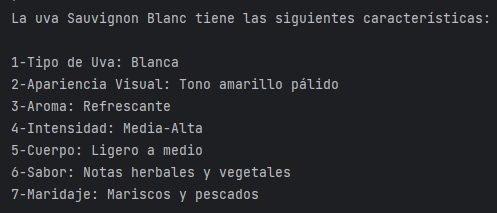 La uva Sauvignon Blanc tiene las siguientes características:
1-Tipo de Uva: Blanca
2-Apariencia Visual: Tono amarillo pálido
3-Aroma: Refrescante
4-Intensidad: Media-Alta
5-Cuerpo: Ligero a medio
6-Sabor: Notas herbales y vegetales
7-Maridaje: Mariscos y pescados